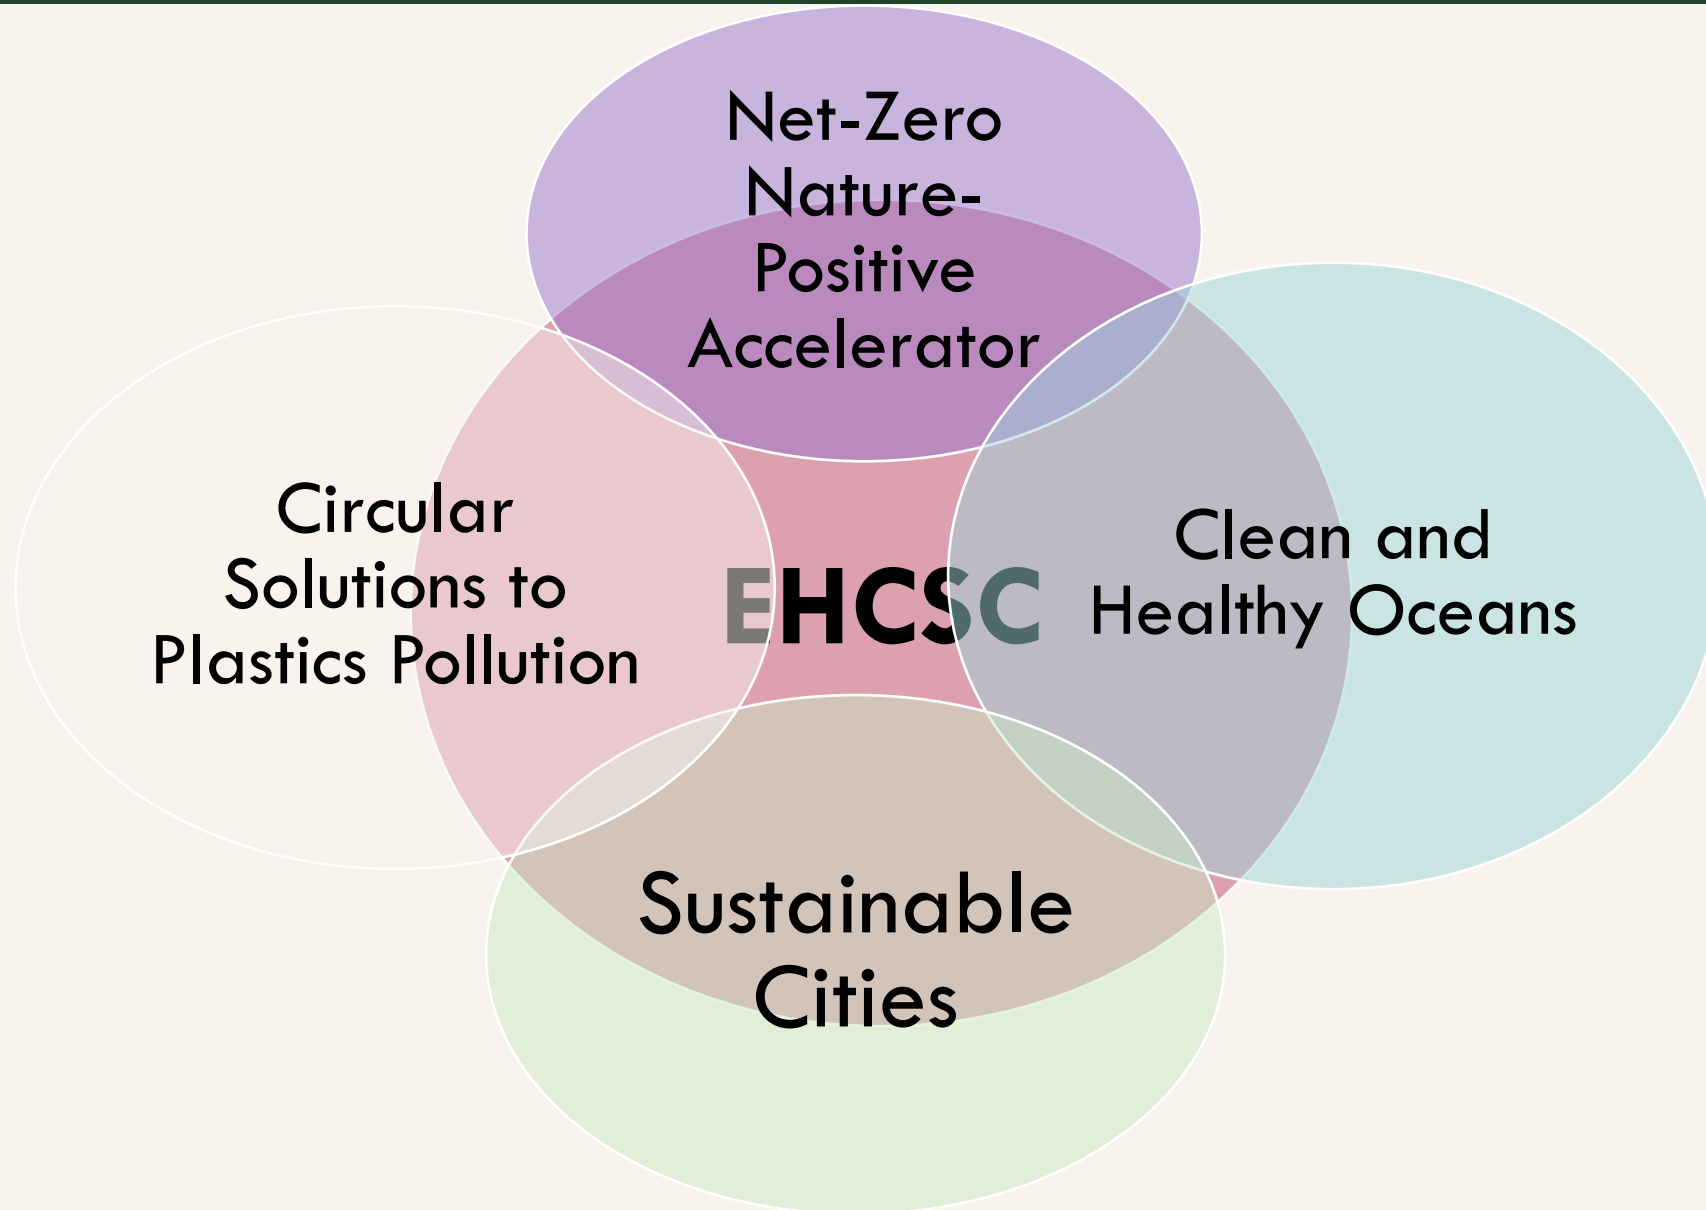 Net-Zero
Nature-
Positive
Accelerator
Circular
Solutions to
Plastics Pollution
EHCSC
Clean and
Healthy Oceans
Sustainable
Cities